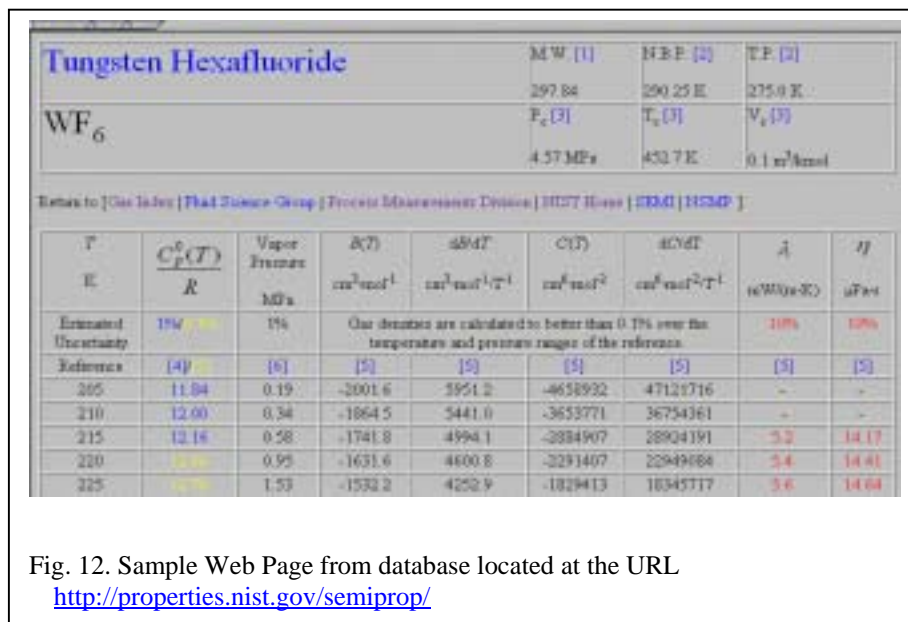 Tungsten Hexafluoride
M.W. [1] N.B.P. [2] T.P. [2]
297.84 290.25 K 275.0 K
WF6
Pc[3] Tc[3] Vc[3]
4.57 MPa 452.7 K 0.1 m3/kmol
Return to [Gas Index | Fluid Science Group | Process Measurements Division | NIST Home | SEMI | NSMP ]
T Cp0(T) Vapor B(T) dB/dT C(T) dC/dT λ η
K R Pressure cm3·mol-1 cm3·mol-1/T-1 cm6·mol-2 cm6·mol-2/T-1 mW/(m·K) μPa·s
MPa
Estimated 1%/ 1% Gas densities are calculated to better than 0.1% over the 10% 10%
Uncertainty temperature and pressure ranges of the reference.
Reference [4]/ [6] [5] [5] [5] [5] [5] [5]
205 11.84 0.19 -2001.6 5951.2 -4658932 47121716 - -
210 12.00 0.34 -1864.5 5441.0 -3653771 36754361 - -
215 12.16 0.58 -1741.8 4994.1 -2884907 28904191 5.2 14.17
220 0.95 -1631.6 4600.8 -2291407 22949084 5.4 14.41
225 1.53 -1532.2 4252.9 -1829413 18345717 5.6 14.64
Fig. 12. Sample Web Page from database located at the URL
http://properties.nist.gov/semiprop/